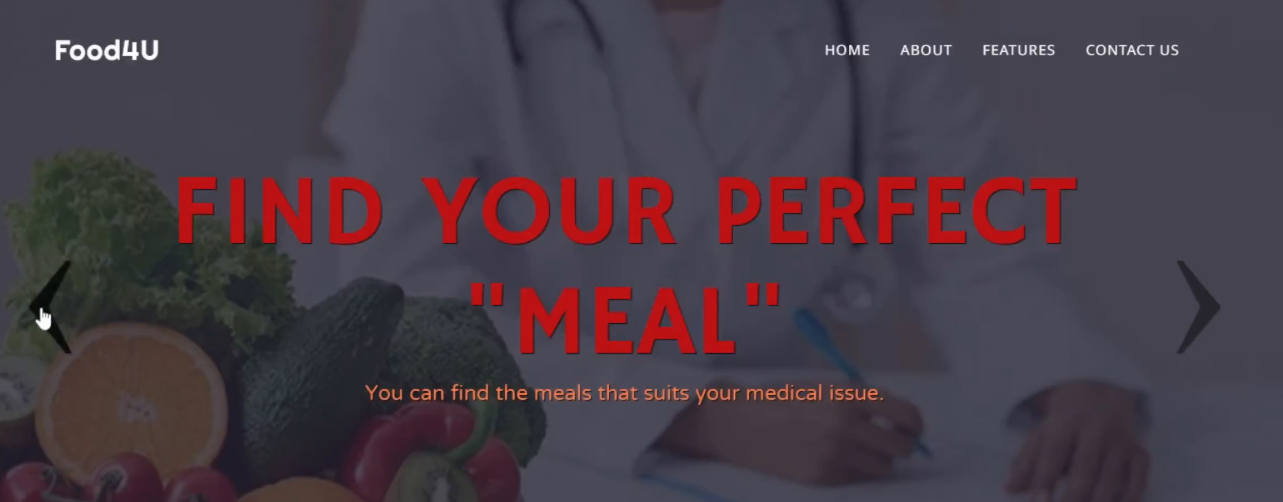 Food4U
HOME ABOUT FEATURES CONTACT US
FIND YOUR PERFECT
"MEAL"
You can find the meals that suits your medical issue.